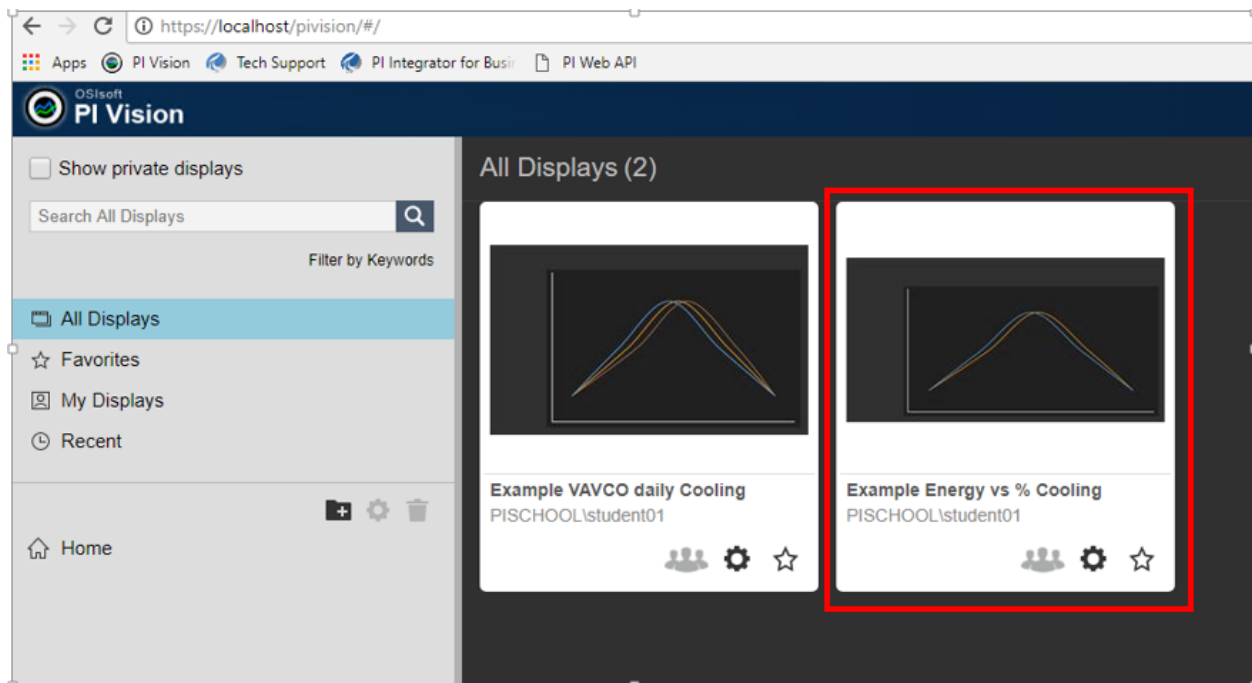 https://localhost/pivision/#/
Apps PI Vision Tech Support PI Integrator for Busi PI Web API
OSIsoft
PI Vision
Show private displays
Search All Displays
Filter by Keywords
All Displays
Favorites
My Displays
Recent
Home
All Displays (2)
Example VAVCO daily Cooling
PISCHOOL\student01
Example Energy vs % Cooling
PISCHOOL\student01